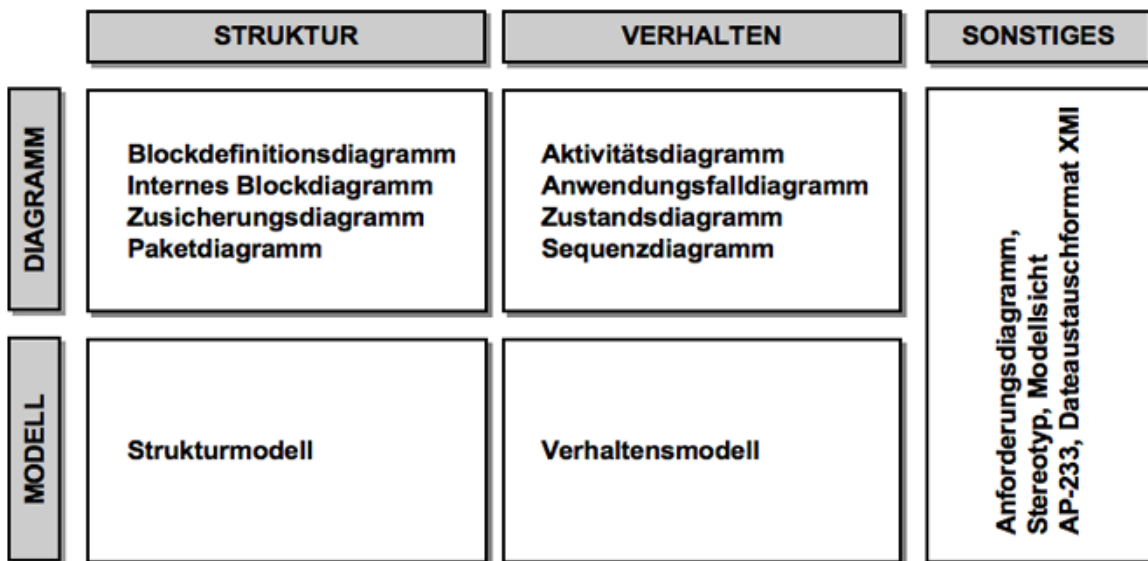 STRUKTUR
VERHALTEN
SONSTIGES
DIAGRAMM
Blockdefinitionsdiagramm
Internes Blockdiagramm
Zusicherungsdiagramm
Paketdiagramm
Aktivitätsdiagramm
Anwendungsfalldiagramm
Zustandsdiagramm
Sequenzdiagramm
Anforderungsdiagramm,
Stereotyp, Modellsicht
AP-233, Dateaustauschformat XMI
MODELL
Strukturmodell
Verhaltensmodell